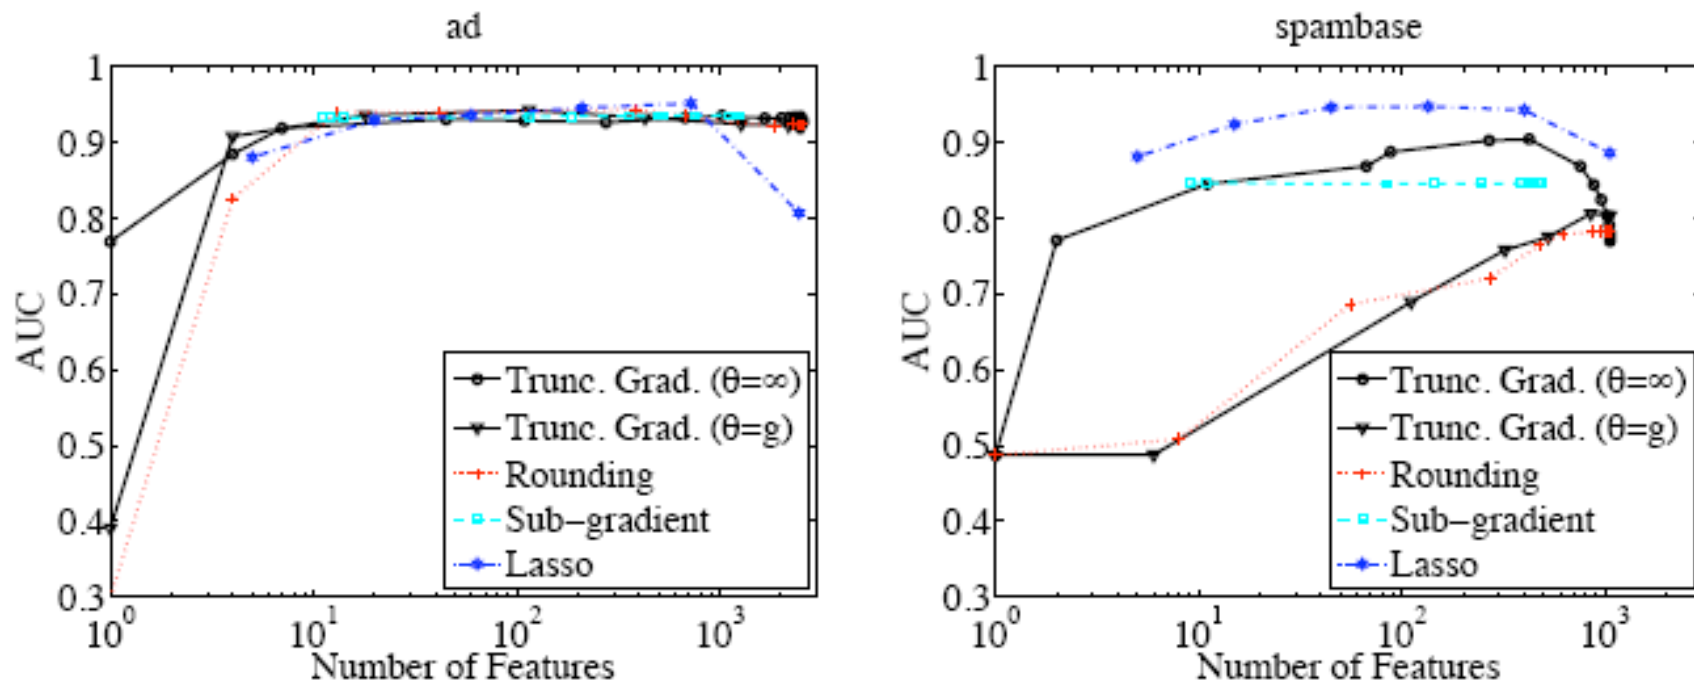 ad
1
0.9
0.8
0.7
0.6
0.5
0.4
0.3
AUC
10^0
10^1
10^2
10^3
Number of Features
Trunc. Grad. (θ=∞)
Trunc. Grad. (θ=g)
Rounding
Sub-gradient
Lasso
spambase
1
0.9
0.8
0.7
0.6
0.5
0.4
0.3
AUC
10^0
10^1
10^2
10^3
Number of Features
Trunc. Grad. (θ=∞)
Trunc. Grad. (θ=g)
Rounding
Sub-gradient
Lasso